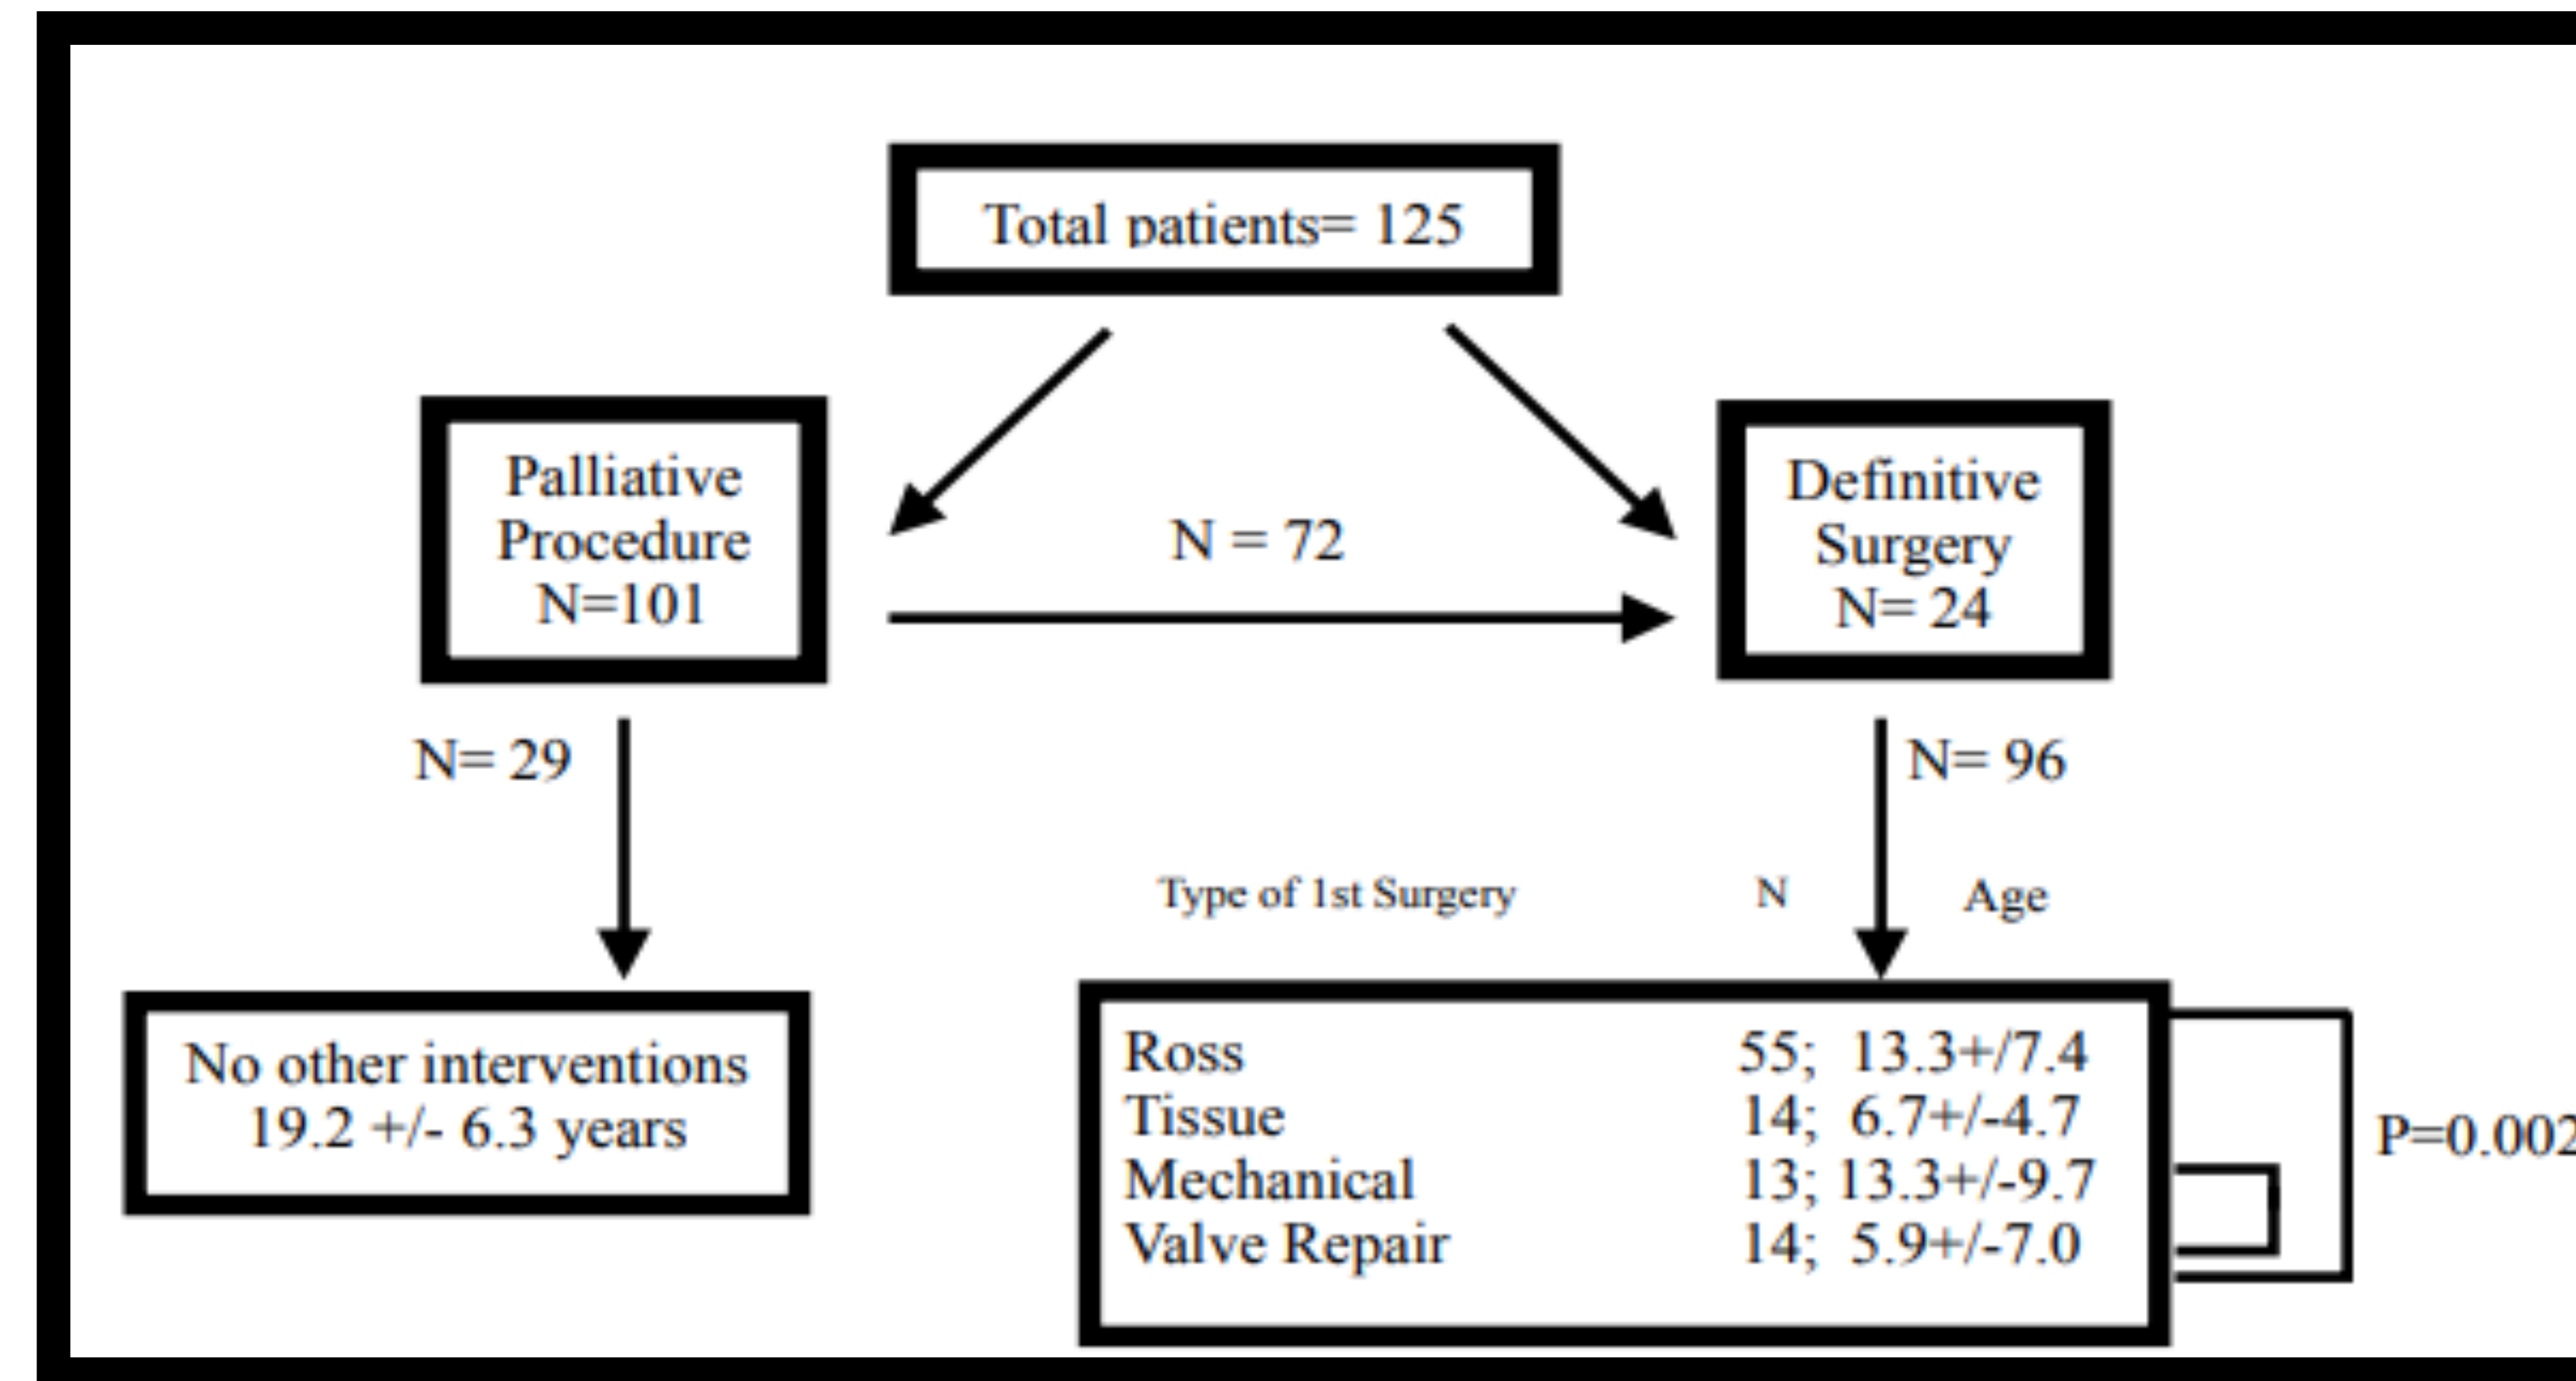 Total patients= 125
Palliative
Procedure
N=101
N = 72
Definitive
Surgery
N= 24
N= 29
N= 96
Type of 1st Surgery N Age
No other interventions
19.2 +/- 6.3 years
Ross 55; 13.3+/7.4
Tissue 14; 6.7+/-4.7
Mechanical 13; 13.3+/-9.7
Valve Repair 14; 5.9+/-7.0
P=0.002